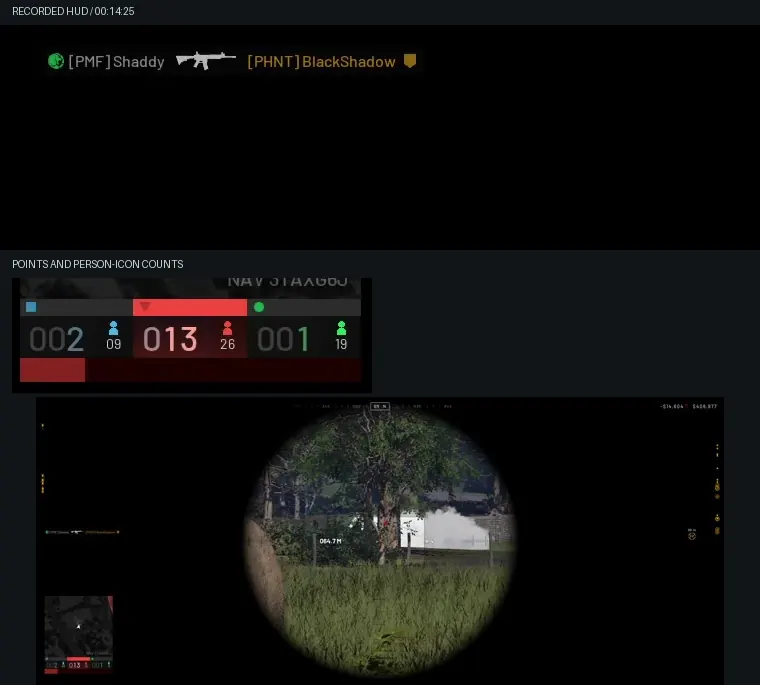 RECORDED HUD / 00:14:25
[PMF] Shaddy [PHNT] BlackShadow
POINTS AND PERSON-ICON COUNTS
002 09 013 26 001 19
064.7 M
013